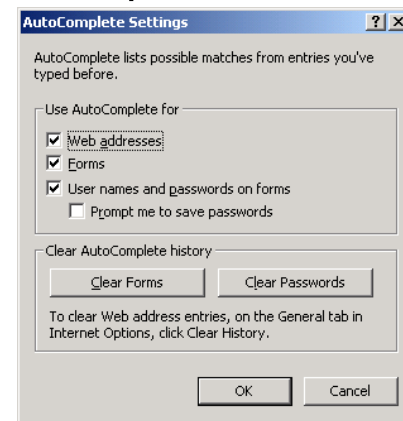 AutoComplete Settings
AutoComplete lists possible matches from entries you've
typed before.
Use AutoComplete for
Web addresses
Forms
User names and passwords on forms
Prompt me to save passwords
Clear AutoComplete history
Clear Forms Clear Passwords
To clear Web address entries, on the General tab in
Internet Options, click Clear History.
OK Cancel